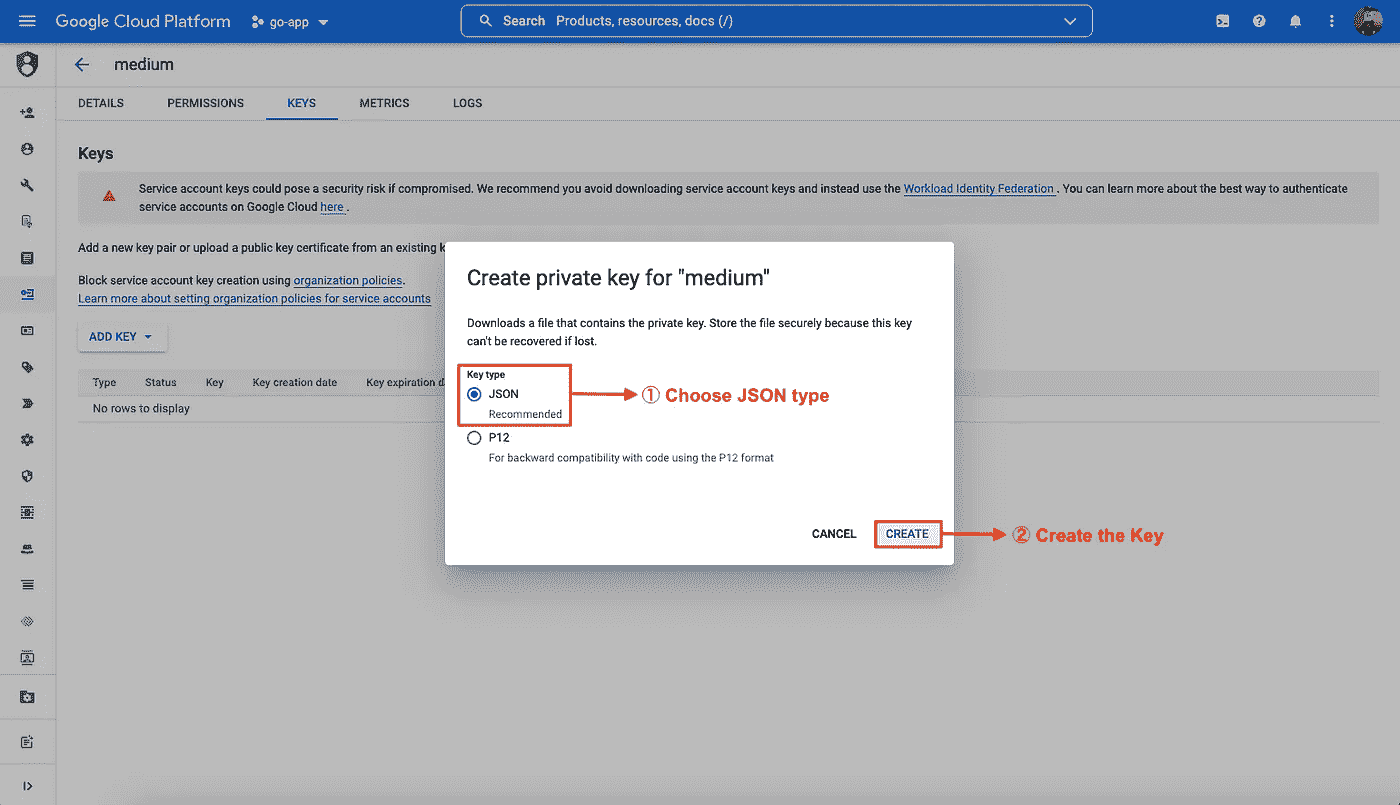 Google Cloud Platform
go-app
Search Products, resources, docs (/)
medium
DETAILS PERMISSIONS KEYS METRICS LOGS
Keys
Service account keys could pose a security risk if compromised. We recommend you avoid downloading service account keys and instead use the Workload Identity Federation . You can learn more about the best way to authenticate
service accounts on Google Cloud here .
Add a new key pair or upload a public key certificate from an existing k
Block service account key creation using organization policies.
Learn more about setting organization policies for service accounts
ADD KEY
Type Status Key Key creation date Key expiration d
No rows to display
Create private key for "medium"
Downloads a file that contains the private key. Store the file securely because this key
can't be recovered if lost.
Key type
JSON
Recommended
① Choose JSON type
P12
For backward compatibility with code using the P12 format
CANCEL CREATE
② Create the Key